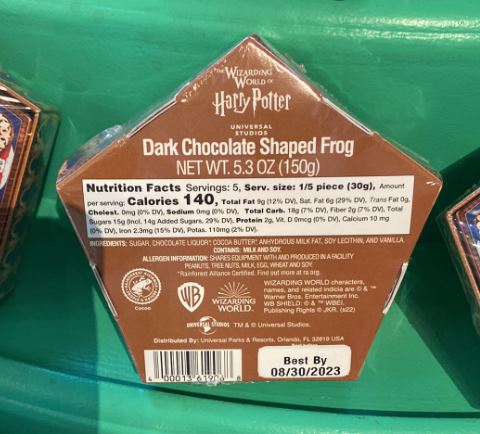 THE WIZARDING
WORLD OF
Harry Potter
UNIVERSAL
STUDIOS
Dark Chocolate Shaped Frog
NET WT. 5.3 OZ (150g)
Nutrition Facts Servings: 5, Serv. size: 1/5 piece (30g), Amount
per serving: Calories 140, Total Fat 9g (12% DV), Sat. Fat 6g (29% DV), Trans Fat 0g,
Cholest. 0mg (0% DV), Sodium 0mg (0% DV), Total Carb. 18g (7% DV), Fiber 2g (7% DV), Total
Sugars 15g (Incl. 14g Added Sugars, 29% DV), Protein 2g, Vit. D 0mcg (0% DV), Calcium 10 mg
(0% DV), Iron 2.3mg (15% DV), Potas. 110mg (2% DV).
INGREDIENTS: SUGAR, CHOCOLATE LIQUOR*, COCOA BUTTER*, ANHYDROUS MILK FAT, SOY LECITHIN, AND VANILLA.
CONTAINS: MILK AND SOY.
ALLERGEN INFORMATION: SHARES EQUIPMENT WITH AND PRODUCED IN A FACILITY
PEANUTS, TREE NUTS, MILK, EGG, WHEAT AND SOY.
*Rainforest Alliance Certified. Find out more at ra.org.
Cocoa
WB
WIZARDING
WORLD
WIZARDING WORLD characters,
names, and related indicia are © & ™
Warner Bros. Entertainment Inc.
WB SHIELD: © & ™ WBEI.
Publishing Rights © JKR. (s22)
UNIVERSAL STUDIOS TM & © Universal Studios.
Distributed By: Universal Parks & Resorts, Orlando, FL 32819 USA
Best By
08/30/2023